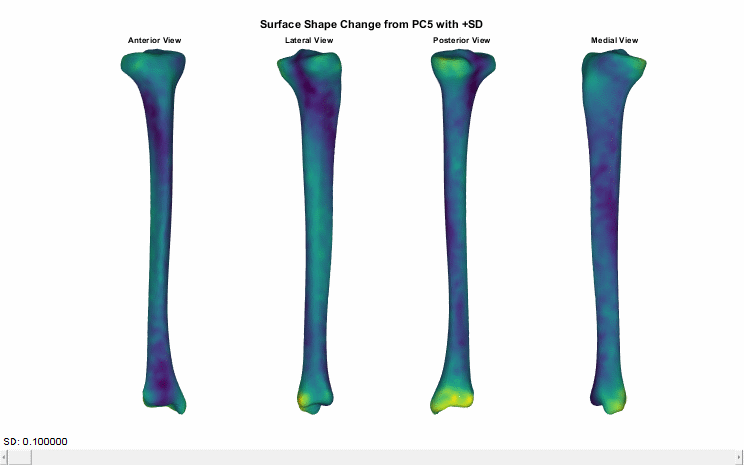 Surface Shape Change from PC5 with +SD
Anterior View
Lateral View
Posterior View
Medial View
SD: 0.100000